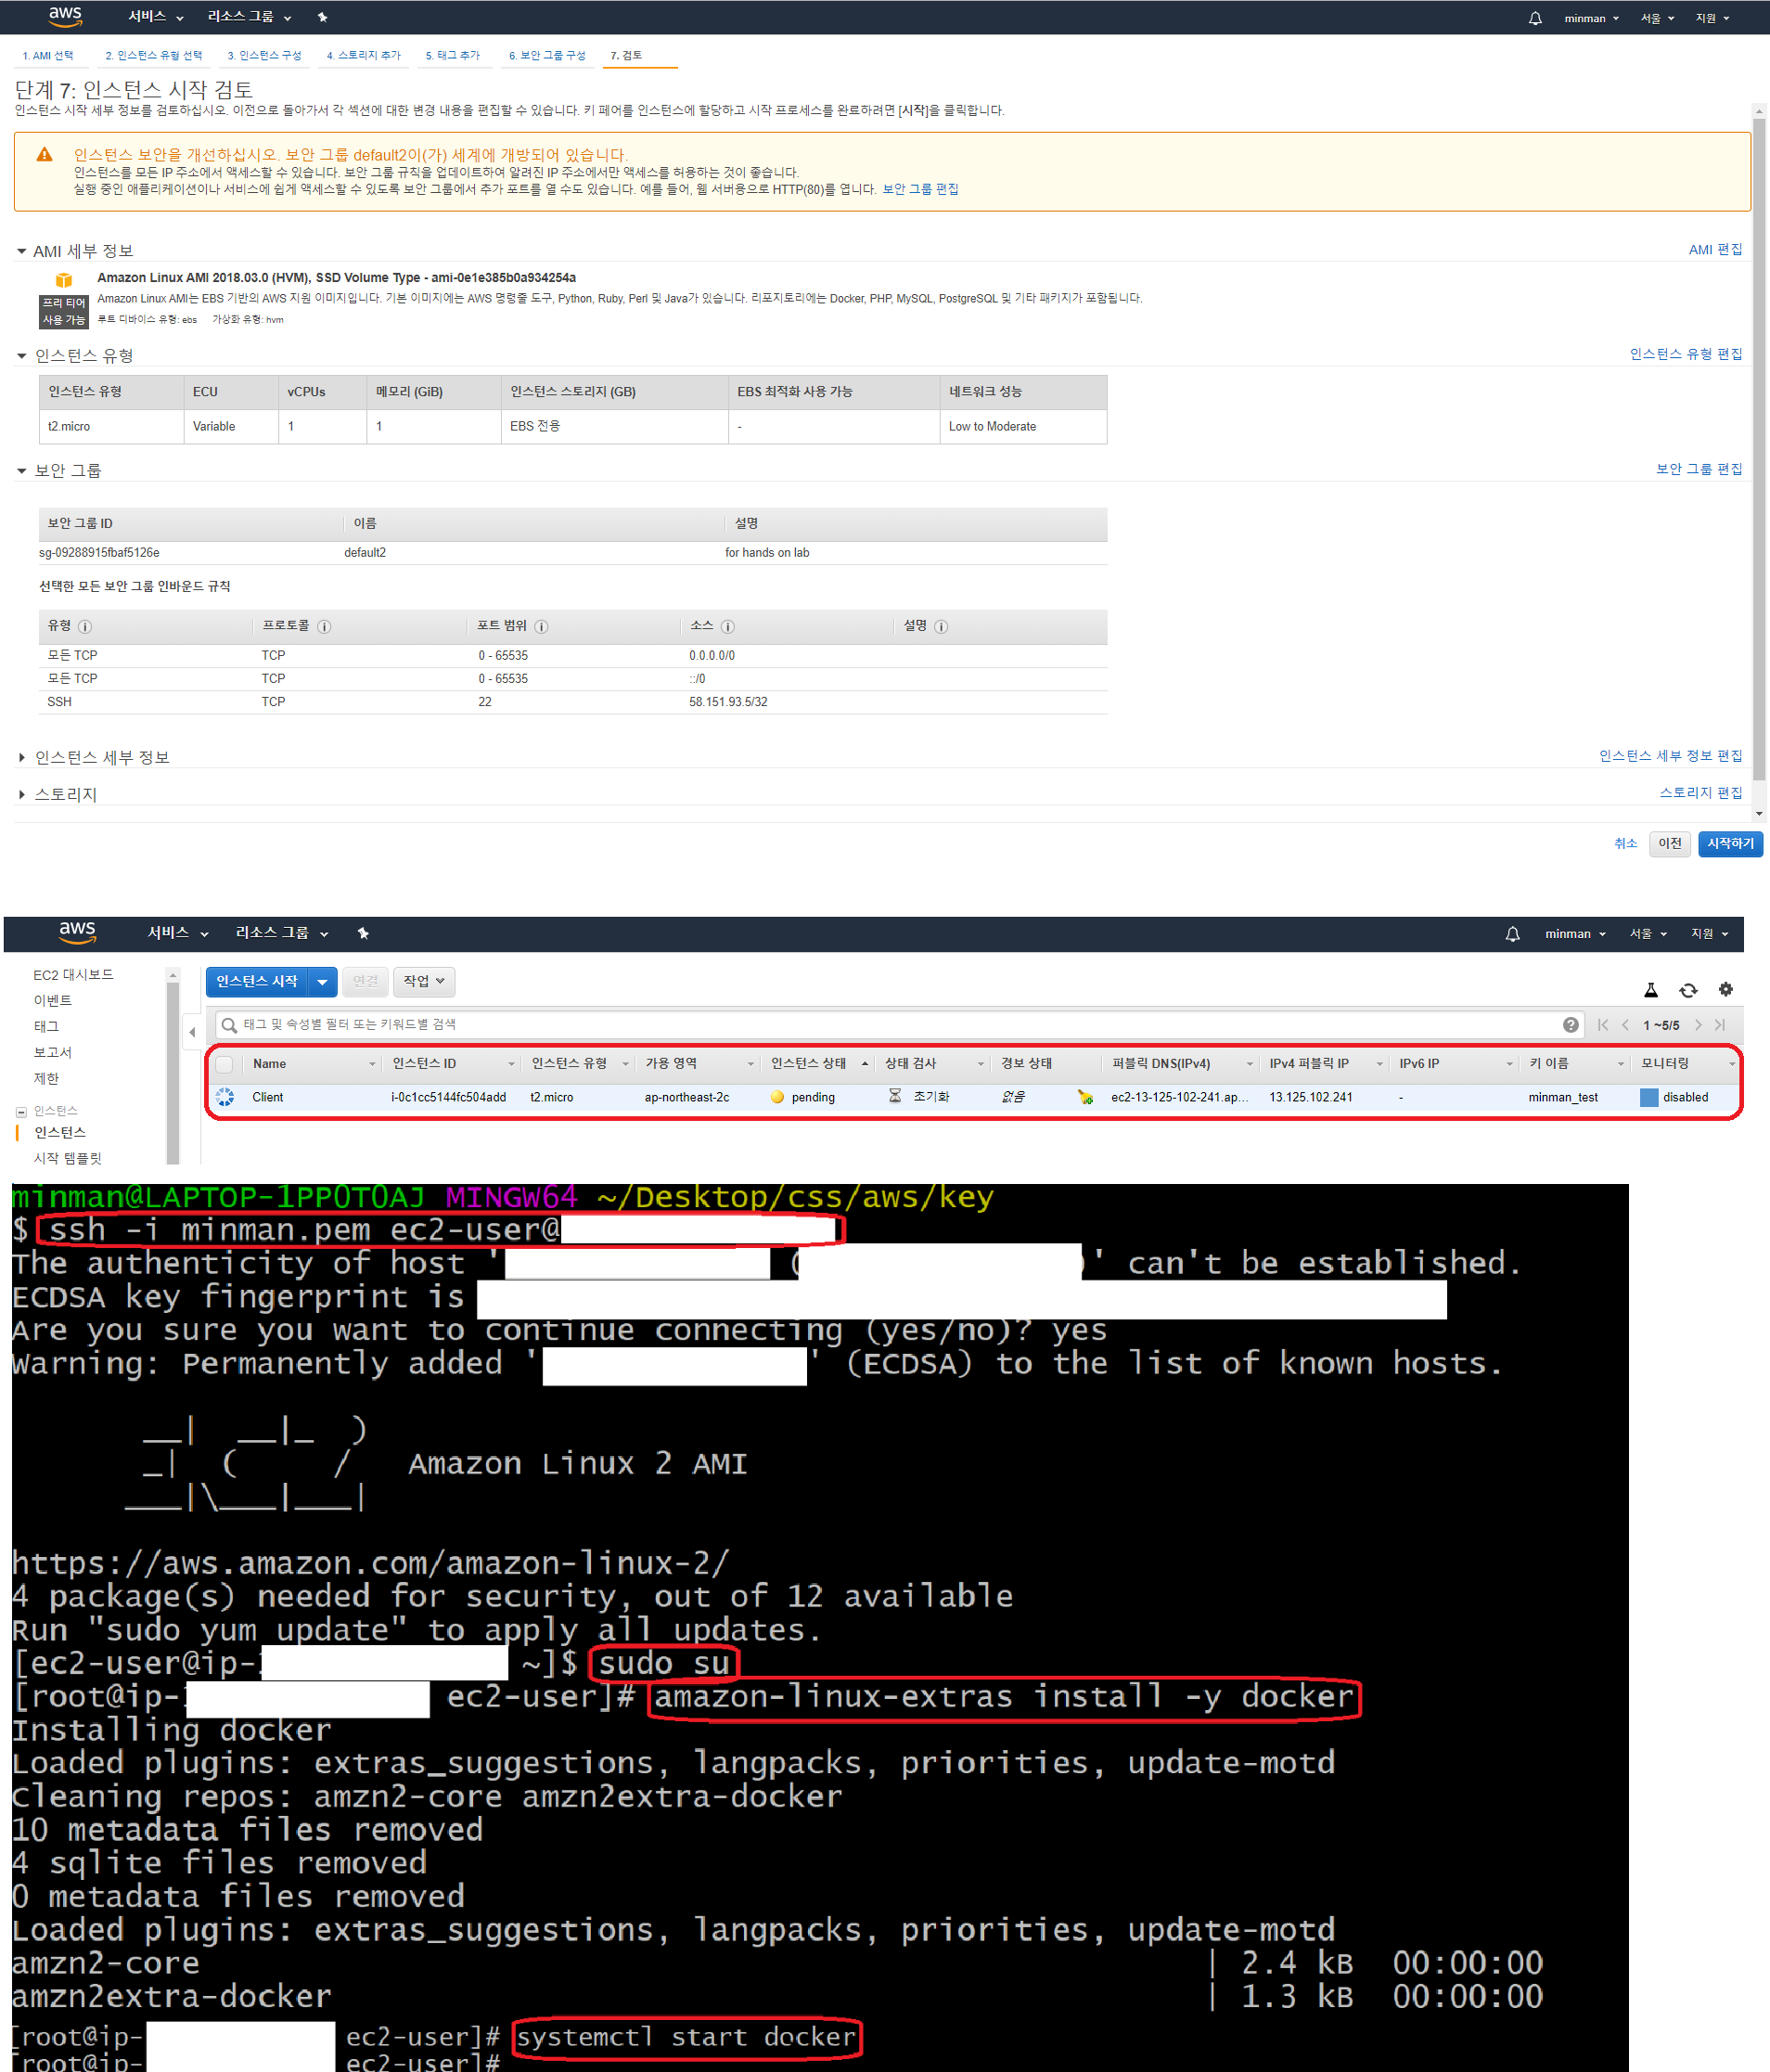 aws 서비스 리소스 그룹 minman 서울 지원
1. AMI 선택 2. 인스턴스 유형 선택 3. 인스턴스 구성 4. 스토리지 추가 5. 태그 추가 6. 보안 그룹 구성 7. 검토
단계 7: 인스턴스 시작 검토
인스턴스 시작 세부 정보를 검토하십시오. 이전으로 돌아가서 각 섹션에 대한 변경 내용을 편집할 수 있습니다. 키 페어를 인스턴스에 할당하고 시작 프로세스를 완료하려면 [시작]을 클릭합니다.
인스턴스 보안을 개선하십시오. 보안 그룹 default2이(가) 세계에 개방되어 있습니다.
인스턴스를 모든 IP 주소에서 액세스할 수 있습니다. 보안 그룹 규칙을 업데이트하여 알려진 IP 주소에서만 액세스를 허용하는 것이 좋습니다.
실행 중인 애플리케이션이나 서비스에 쉽게 액세스할 수 있도록 보안 그룹에서 추가 포트를 열 수도 있습니다. 예를 들어, 웹 서버용으로 HTTP(80)를 엽니다. 보안 그룹 편집
AMI 세부 정보 AMI 편집
Amazon Linux AMI 2018.03.0 (HVM), SSD Volume Type - ami-0e1e385b0a934254a
프리 티어 사용 가능
Amazon Linux AMI는 EBS 기반의 AWS 지원 이미지입니다. 기본 이미지에는 AWS 명령줄 도구, Python, Ruby, Perl 및 Java가 있습니다. 리포지토리에는 Docker, PHP, MySQL, PostgreSQL 및 기타 패키지가 포함됩니다.
루트 디바이스 유형: ebs 가상화 유형: hvm
인스턴스 유형 인스턴스 유형 편집
인스턴스 유형 ECU vCPUs 메모리 (GiB) 인스턴스 스토리지 (GB) EBS 최적화 사용 가능 네트워크 성능
t2.micro Variable 1 1 EBS 전용 - Low to Moderate
보안 그룹 보안 그룹 편집
보안 그룹 ID 이름 설명
sg-09288915fbaf5126e default2 for hands on lab
선택한 모든 보안 그룹 인바운드 규칙
유형 프로토콜 포트 범위 소스 설명
모든 TCP TCP 0 - 65535 0.0.0.0/0
모든 TCP TCP 0 - 65535 ::/0
SSH TCP 22 58.151.93.5/32
인스턴스 세부 정보 인스턴스 세부 정보 편집
스토리지 스토리지 편집
취소 이전 시작하기
aws 서비스 리소스 그룹 minman 서울 지원
EC2 대시보드
이벤트
태그
보고서
제한
인스턴스
인스턴스
시작 템플릿
인스턴스 시작 연결 작업
태그 및 속성별 필터 또는 키워드별 검색 1 ~5/5
Name 인스턴스 ID 인스턴스 유형 가용 영역 인스턴스 상태 상태 검사 경보 상태 퍼블릭 DNS(IPv4) IPv4 퍼블릭 IP IPv6 IP 키 이름 모니터링
Client i-0c1cc5144fc504add t2.micro ap-northeast-2c pending 초기화 없음 ec2-13-125-102-241.ap... 13.125.102.241 - minman_test disabled
minman@LAPTOP-1PP0T0AJ MINGW64 ~/Desktop/css/aws/key
$ ssh -i minman.pem ec2-user@
The authenticity of host ' ( )' can't be established.
ECDSA key fingerprint is
Are you sure you want to continue connecting (yes/no)? yes
Warning: Permanently added ' ' (ECDSA) to the list of known hosts.
__| __|_ )
_| ( / Amazon Linux 2 AMI
___|\___|___|
https://aws.amazon.com/amazon-linux-2/
4 package(s) needed for security, out of 12 available
Run "sudo yum update" to apply all updates.
[ec2-user@ip- ~]$ sudo su
[root@ip- ec2-user]# amazon-linux-extras install -y docker
Installing docker
Loaded plugins: extras_suggestions, langpacks, priorities, update-motd
Cleaning repos: amzn2-core amzn2extra-docker
10 metadata files removed
4 sqlite files removed
0 metadata files removed
Loaded plugins: extras_suggestions, langpacks, priorities, update-motd
amzn2-core | 2.4 kB 00:00:00
amzn2extra-docker | 1.3 kB 00:00:00
[root@ip- ec2-user]# systemctl start docker
[root@ip- ec2-user]#